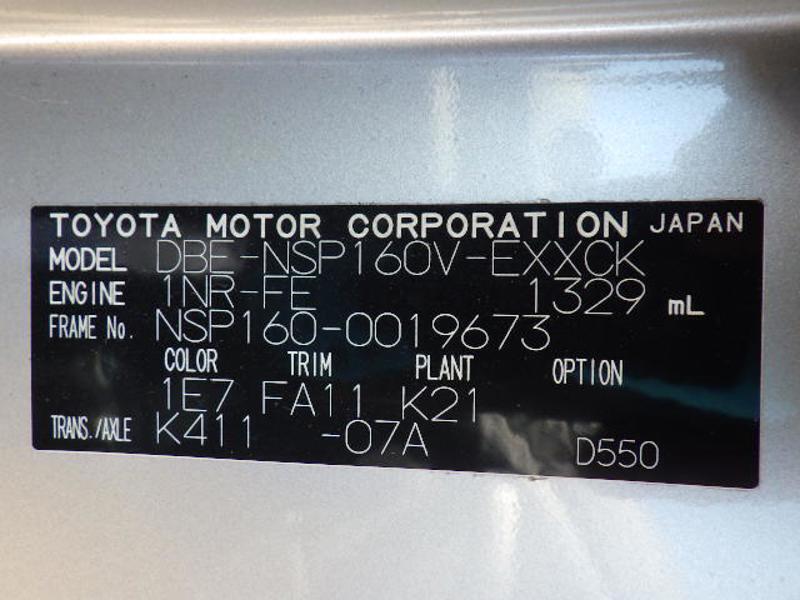 TOYOTA MOTOR CORPORATION JAPAN
MODEL DBE-NSP160V-EXXCK
ENGINE 1NR-FE 1329 mL
FRAME No. NSP160-0019673
COLOR TRIM PLANT OPTION
1E7 FA11 K21
TRANS./AXLE K411 -07A D550